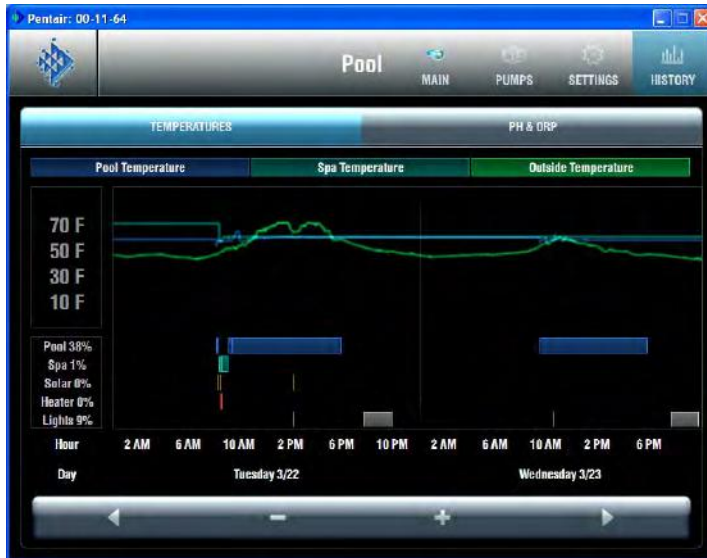 Pentair: 00-11-64
Pool
MAIN
PUMPS
SETTINGS
HISTORY
TEMPERATURES
PH & ORP
Pool Temperature
Spa Temperature
Outside Temperature
70 F
50 F
30 F
10 F
Pool 38%
Spa 1%
Solar 0%
Heater 0%
Lights 9%
Hour 2 AM 6 AM 10 AM 2 PM 6 PM 10 PM 2 AM 6 AM 10 AM 2 PM 6 PM
Day Tuesday 3/22 Wednesday 3/23